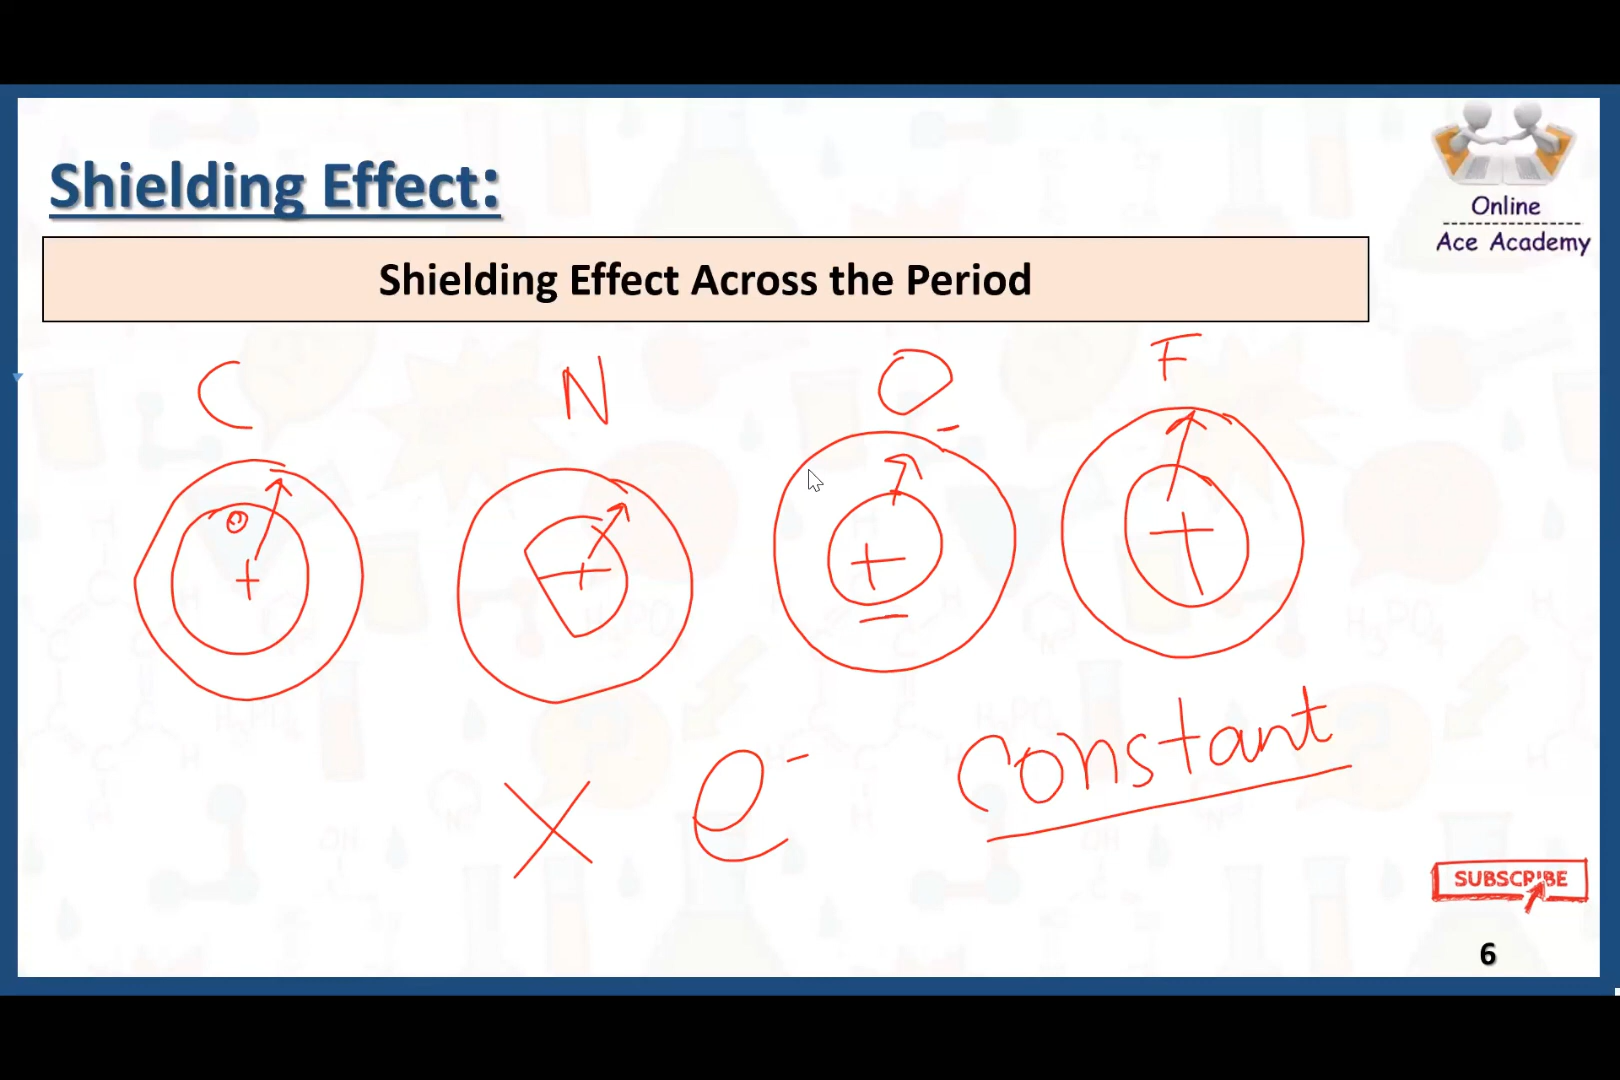 Online
Ace Academy
Shielding Effect:
Shielding Effect Across the Period
C N O F
e
+ + + +
X e⁻ constant
SUBSCRIBE
6